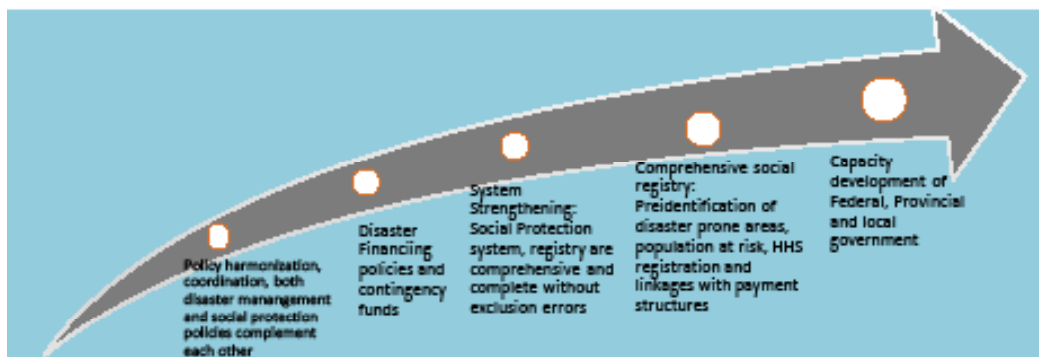 Policy harmonization,
coordination, both
disaster manangement
and social protection
policies complement
each other
Disaster
Financiing
policies and
contingency
funds
System
Strengthening:
Social Protection
system, registry are
comprehensive and
complete without
exclusion errors
Comprehensive social
registry:
Preidentification of
disaster prone areas,
population at risk, HHS
registration and
linkages with payment
structures
Capacity
development of
Federal, Provincial
and local
government